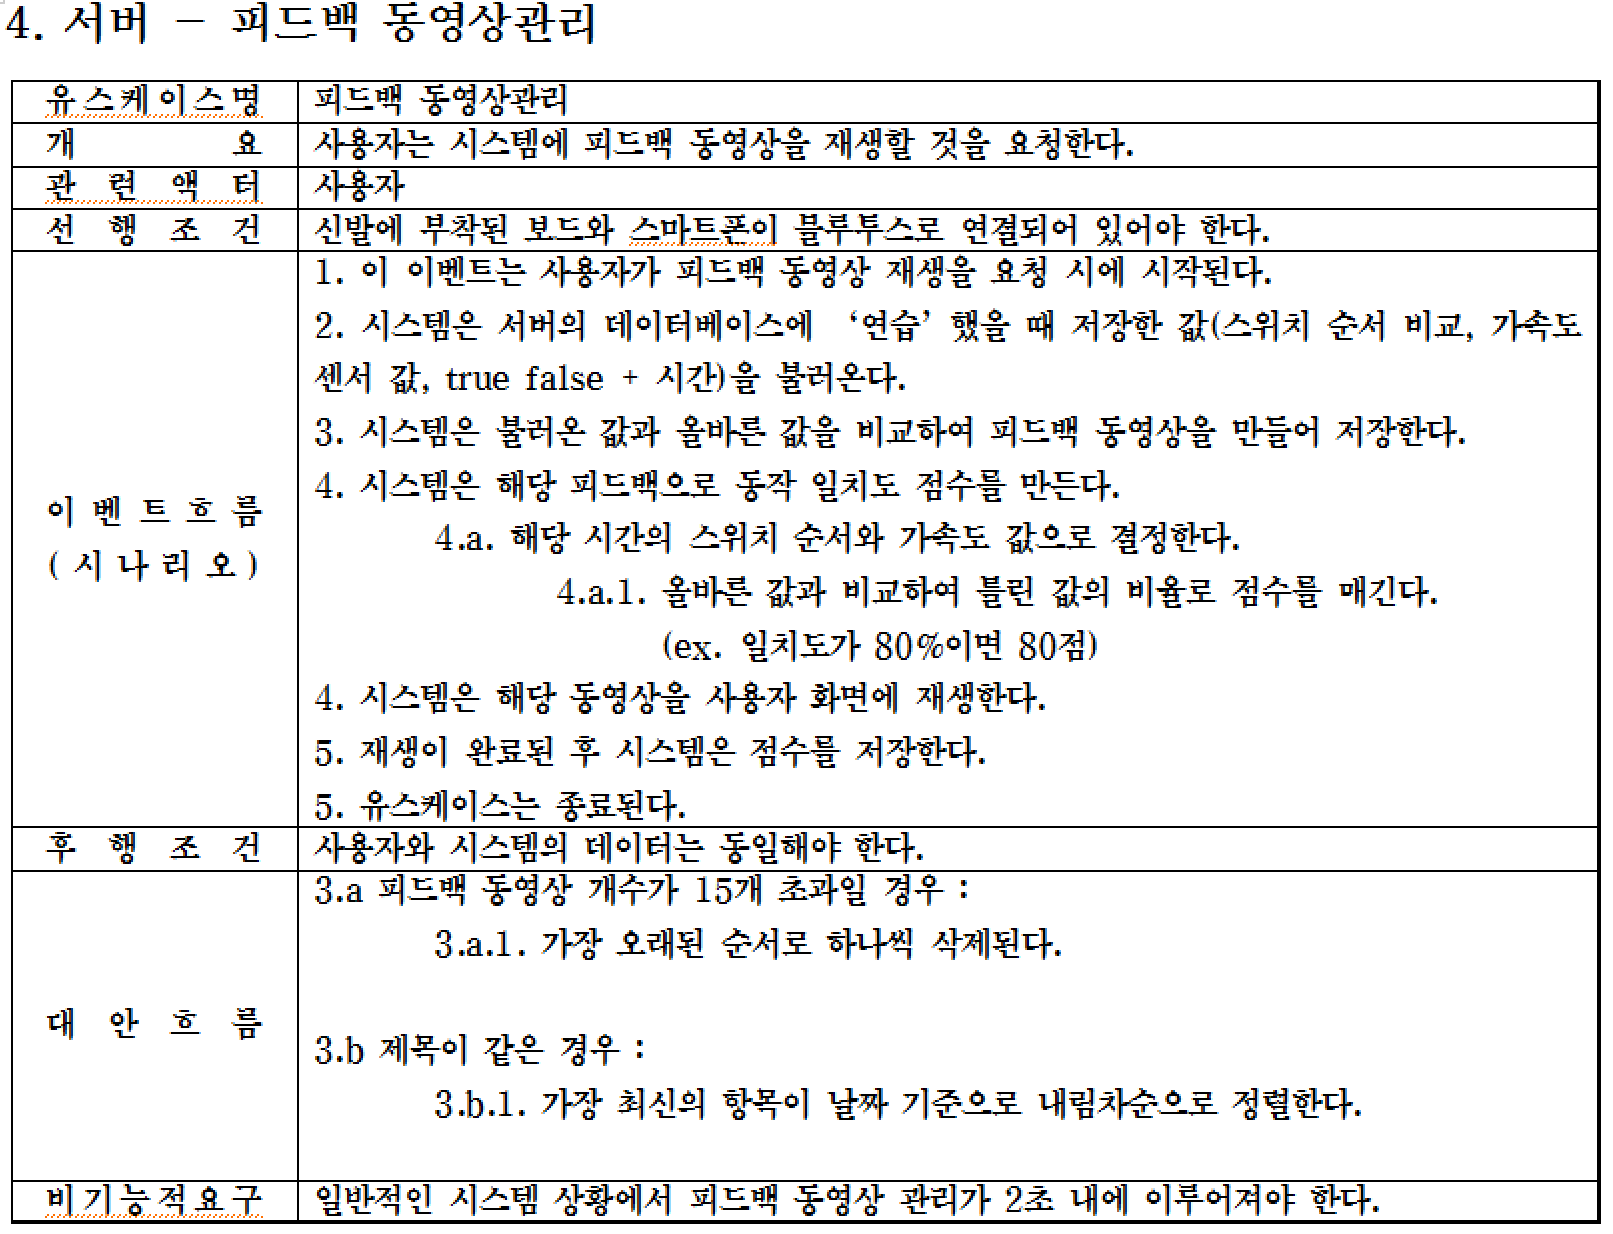 4. 서버 - 피드백 동영상관리
유스케이스명 피드백 동영상관리
개 요 사용자는 시스템에 피드백 동영상을 재생할 것을 요청한다.
관 련 액 터 사용자
선 행 조 건 신발에 부착된 보드와 스마트폰이 블루투스로 연결되어 있어야 한다.
이 벤 트 흐 름
( 시 나 리 오 )
1. 이 이벤트는 사용자가 피드백 동영상 재생을 요청 시에 시작된다.
2. 시스템은 서버의 데이터베이스에 ‘연습’ 했을 때 저장한 값(스위치 순서 비교, 가속도
센서 값, true false + 시간)을 불러온다.
3. 시스템은 불러온 값과 올바른 값을 비교하여 피드백 동영상을 만들어 저장한다.
4. 시스템은 해당 피드백으로 동작 일치도 점수를 만든다.
4.a. 해당 시간의 스위치 순서와 가속도 값으로 결정한다.
4.a.1. 올바른 값과 비교하여 틀린 값의 비율로 점수를 매긴다.
(ex. 일치도가 80%이면 80점)
4. 시스템은 해당 동영상을 사용자 화면에 재생한다.
5. 재생이 완료된 후 시스템은 점수를 저장한다.
5. 유스케이스는 종료된다.
후 행 조 건 사용자와 시스템의 데이터는 동일해야 한다.
대 안 흐 름
3.a 피드백 동영상 개수가 15개 초과일 경우 :
3.a.1. 가장 오래된 순서로 하나씩 삭제된다.
3.b 제목이 같은 경우 :
3.b.1. 가장 최신의 항목이 날짜 기준으로 내림차순으로 정렬한다.
비기능적요구 일반적인 시스템 상황에서 피드백 동영상 관리가 2초 내에 이루어져야 한다.